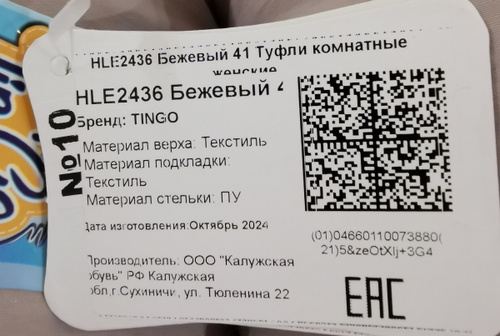 HLE2436 Бежевый 41 Туфли комнатные
женские
HLE2436 Бежевый 4
Бренд: TINGO
№10
Материал верха: Текстиль
Материал подкладки:
Текстиль
Материал стельки: ПУ
Дата изготовления:Октябрь 2024
Производитель: ООО "Калужская
обувь" РФ Калужская
обл,г.Сухиничи, ул. Тюленина 22
(01)04660110073880(
21)5&zeOtXIj+3G4
EAC